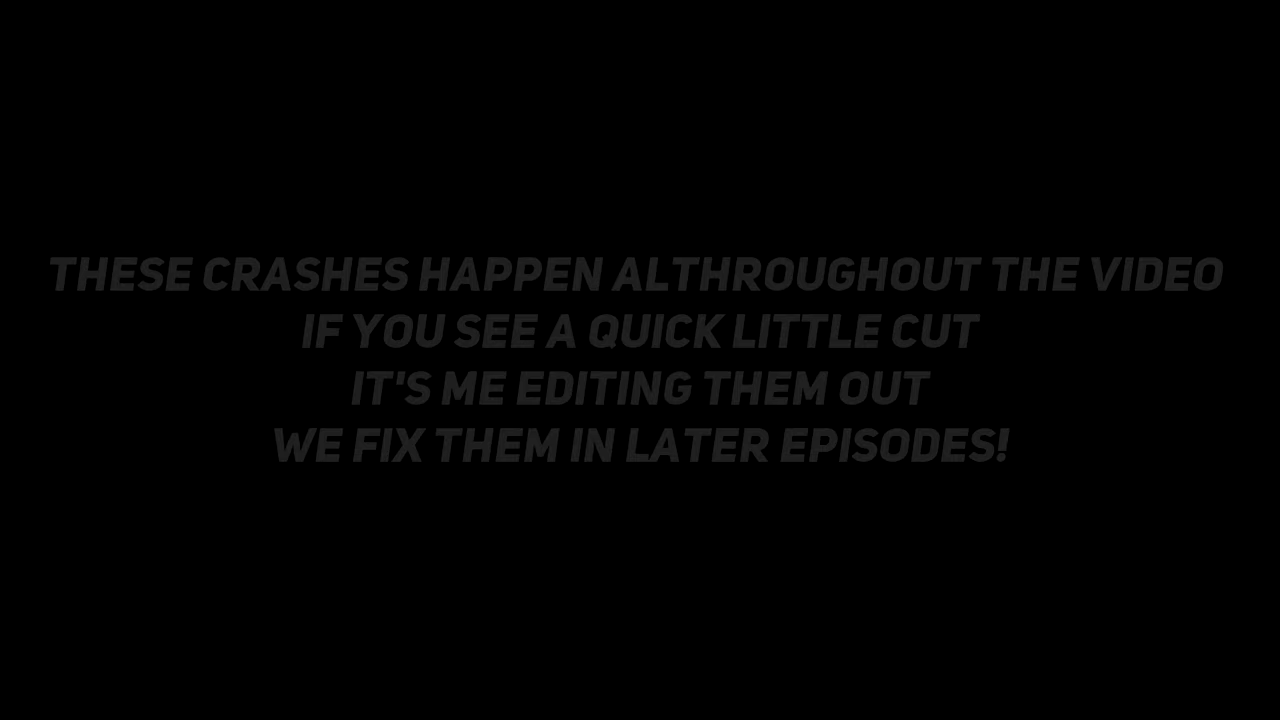 THESE CRASHES HAPPEN ALTHROUGHOUT THE VIDEO
IF YOU SEE A QUICK LITTLE CUT
IT'S ME EDITING THEM OUT
WE FIX THEM IN LATER EPISODES!